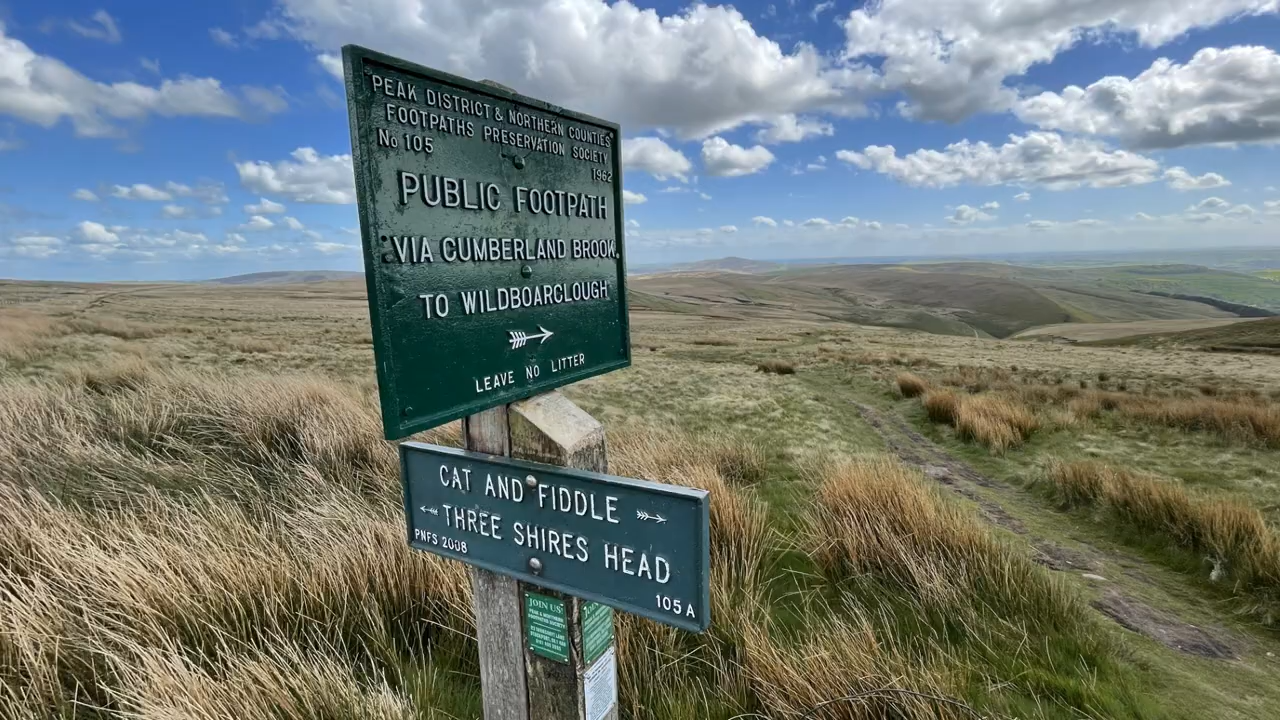 PEAK DISTRICT & NORTHERN COUNTIES
FOOTPATHS PRESERVATION SOCIETY
No 105
1962
PUBLIC FOOTPATH
VIA CUMBERLAND BROOK
TO WILDBOARCLOUGH
LEAVE NO LITTER
CAT AND FIDDLE
THREE SHIRES HEAD
PNFS 2008
105A
JOIN US!